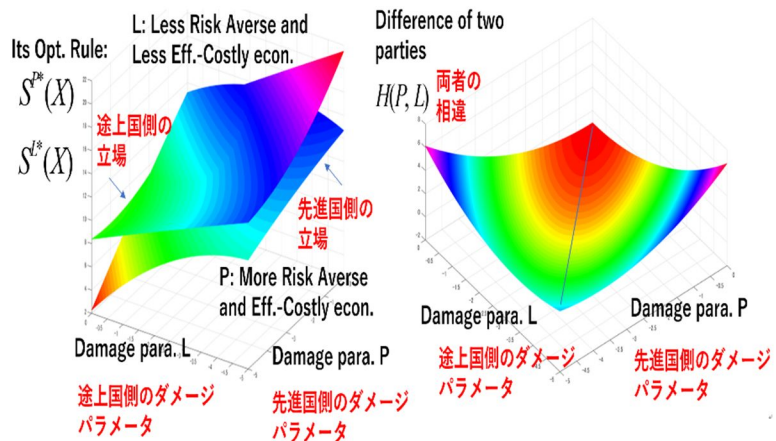 L: Less Risk Averse and
Less Eff.-Costly econ.
Its Opt. Rule:
S^{P*}(X)
S^{L*}(X)
途上国側の
立場
先進国側の
立場
P: More Risk Averse
and Eff.-Costly econ.
Damage para. L
Damage para. P
途上国側のダメージ
パラメータ
先進国側のダメージ
パラメータ
Difference of two
parties
H(P, L)
両者の
相違
Damage para. L
Damage para. P
途上国側のダメージ
パラメータ
先進国側のダメージ
パラメータ